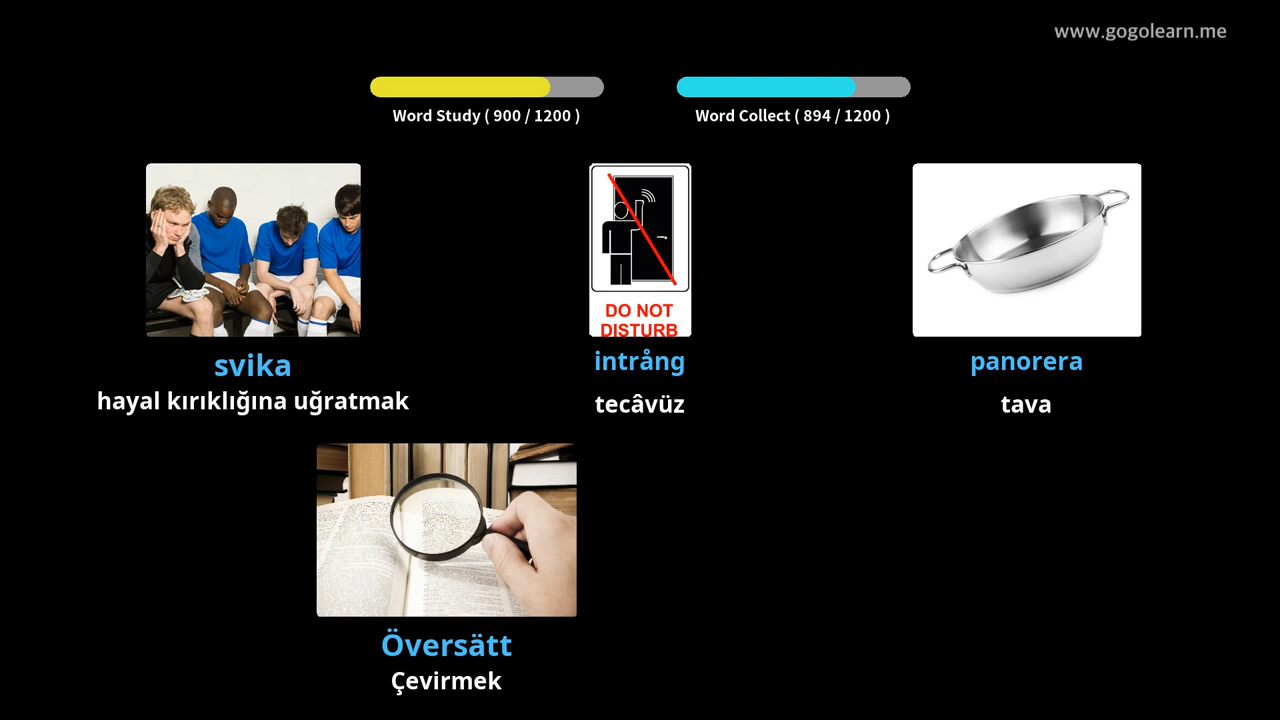 www.gogolearn.me
Word Study ( 900 / 1200 )
Word Collect ( 894 / 1200 )
DO NOT
DISTURB
svika
hayal kırıklığına uğratmak
intrång
tecâvüz
panorera
tava
Översätt
Çevirmek